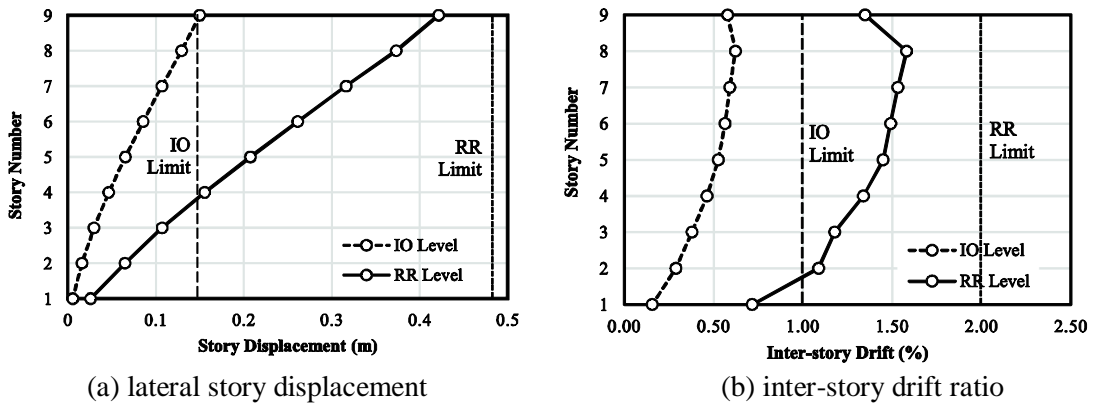 9
8
7
6
5
4
3
2
1
Story Number
IO
Limit
RR
Limit
IO Level
RR Level
0
0.1
0.2
0.3
0.4
0.5
Story Displacement (m)
(a) lateral story displacement
9
8
7
6
5
4
3
2
1
Story Number
IO
Limit
RR
Limit
IO Level
RR Level
0.00
0.50
1.00
1.50
2.00
2.50
Inter-story Drift (%)
(b) inter-story drift ratio